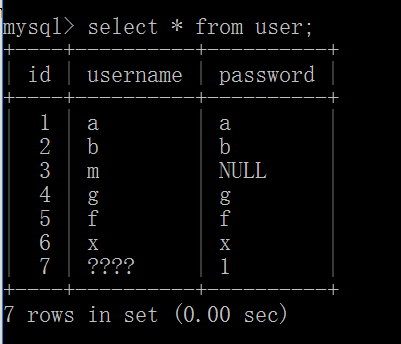 mysql> select * from user;
+----+----------+----------+
| id | username | password |
+----+----------+----------+
| 1 | a | a |
| 2 | b | b |
| 3 | m | NULL |
| 4 | g | g |
| 5 | f | f |
| 6 | x | x |
| 7 | ???? | 1 |
+----+----------+----------+
7 rows in set (0.00 sec)